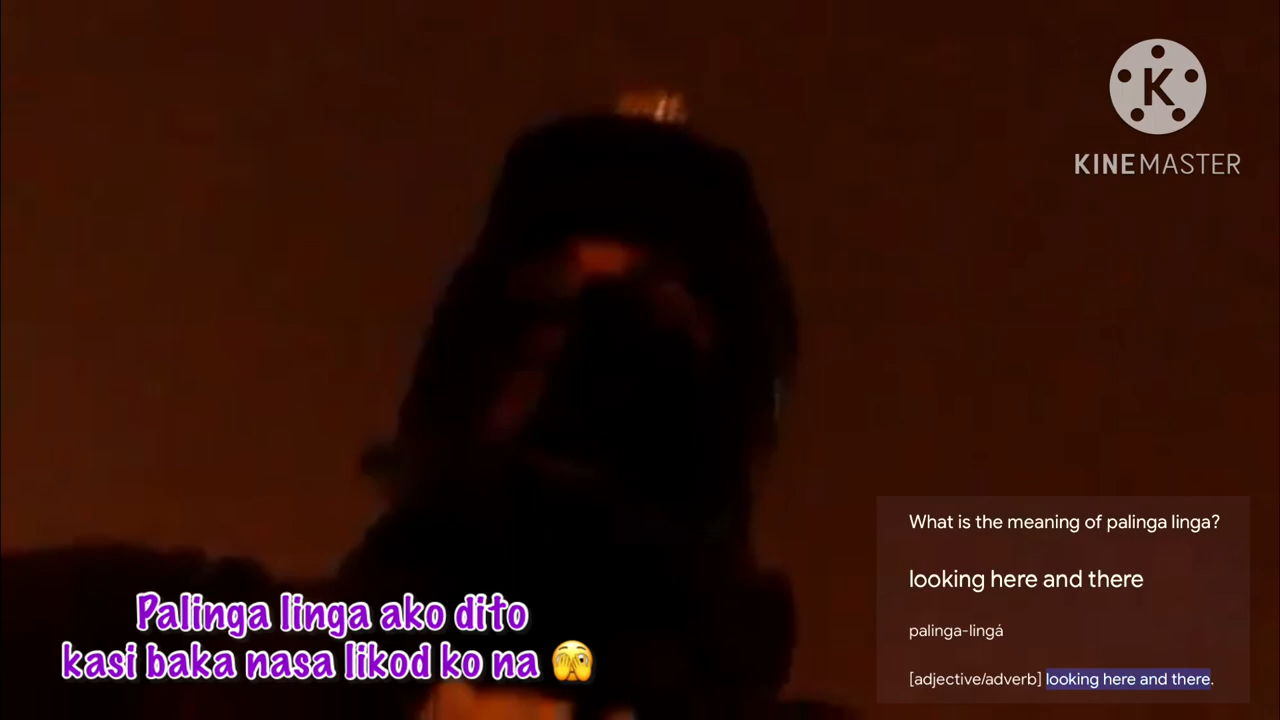 K
KINEMASTER
What is the meaning of palinga linga?
looking here and there
palinga-lingá
[adjective/adverb] looking here and there.
Palinga linga ako dito
kasi baka nasa likod ko na 🫣